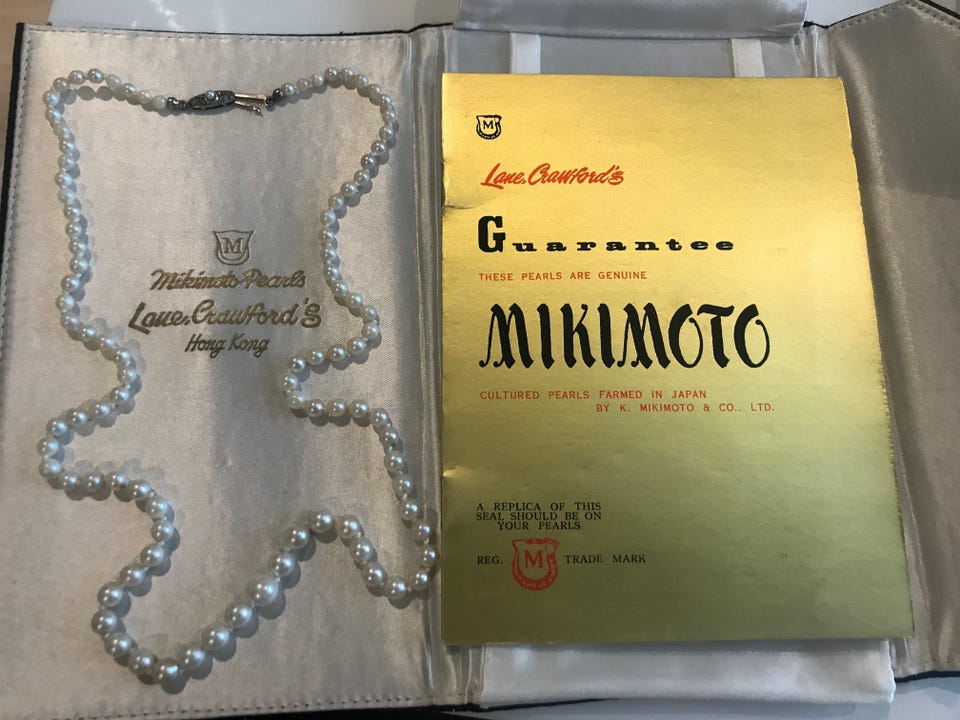 M
Mikimoto Pearls
Lane, Crawford's
Hong Kong
M
Lane, Crawford's
Guarantee
THESE PEARLS ARE GENUINE
MIKIMOTO
CULTURED PEARLS FARMED IN JAPAN
BY K. MIKIMOTO & CO., LTD.
A REPLICA OF THIS
SEAL SHOULD BE ON
YOUR PEARLS
REG. M TRADE MARK